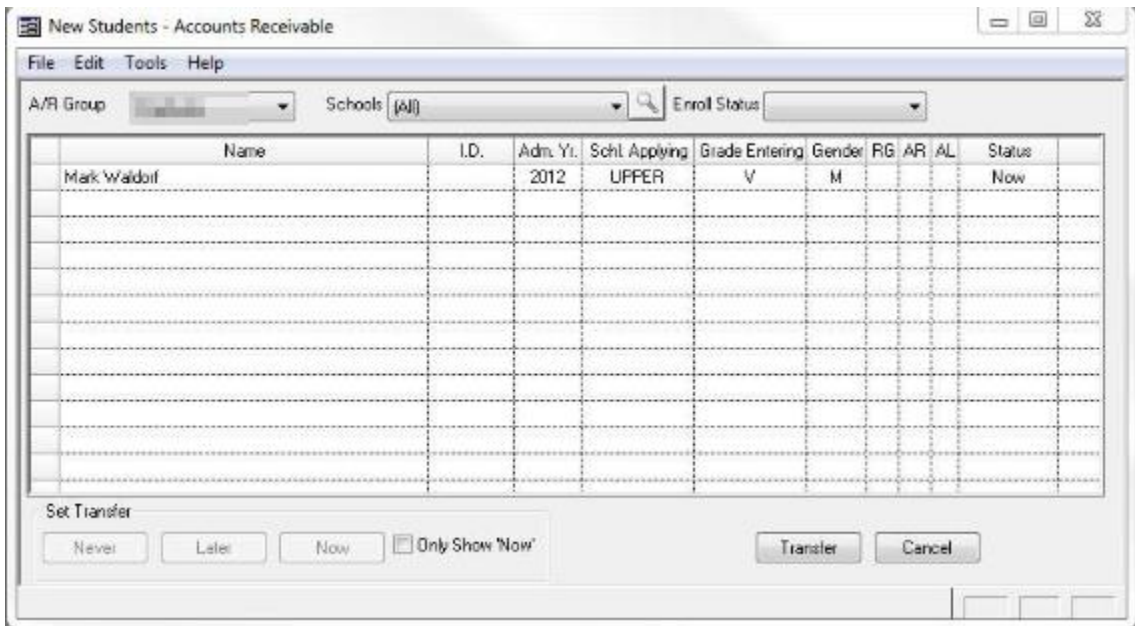 New Students - Accounts Receivable
File Edit Tools Help
A/R Group Schools (All) Enroll Status
Name I.D. Adm. Yr. Schl. Applying Grade Entering Gender RG AR AL Status
Mark Waldorf 2012 UPPER V M Now
Set Transfer
Never Later Now Only Show 'Now' Transfer Cancel